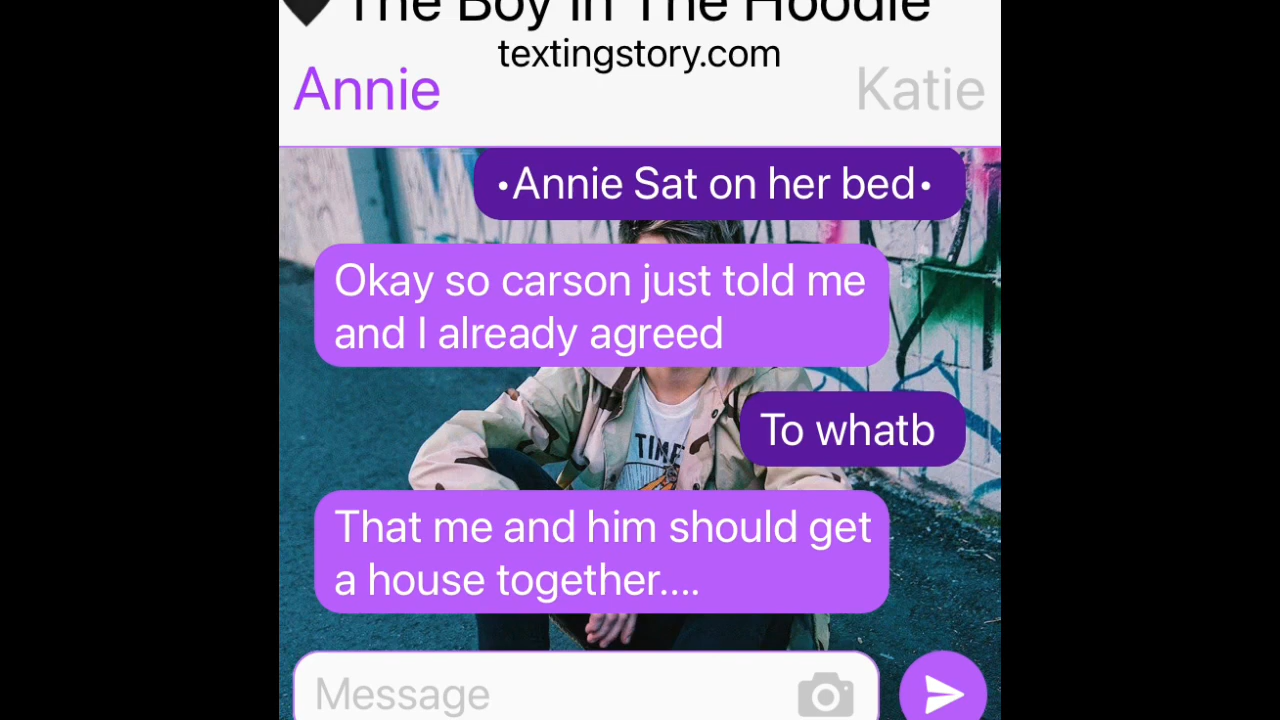 The Boy In The Hoodie
textingstory.com
Annie
Katie
•Annie Sat on her bed•
Okay so carson just told me
and I already agreed
TIME
To whatb
That me and him should get
a house together....
Message